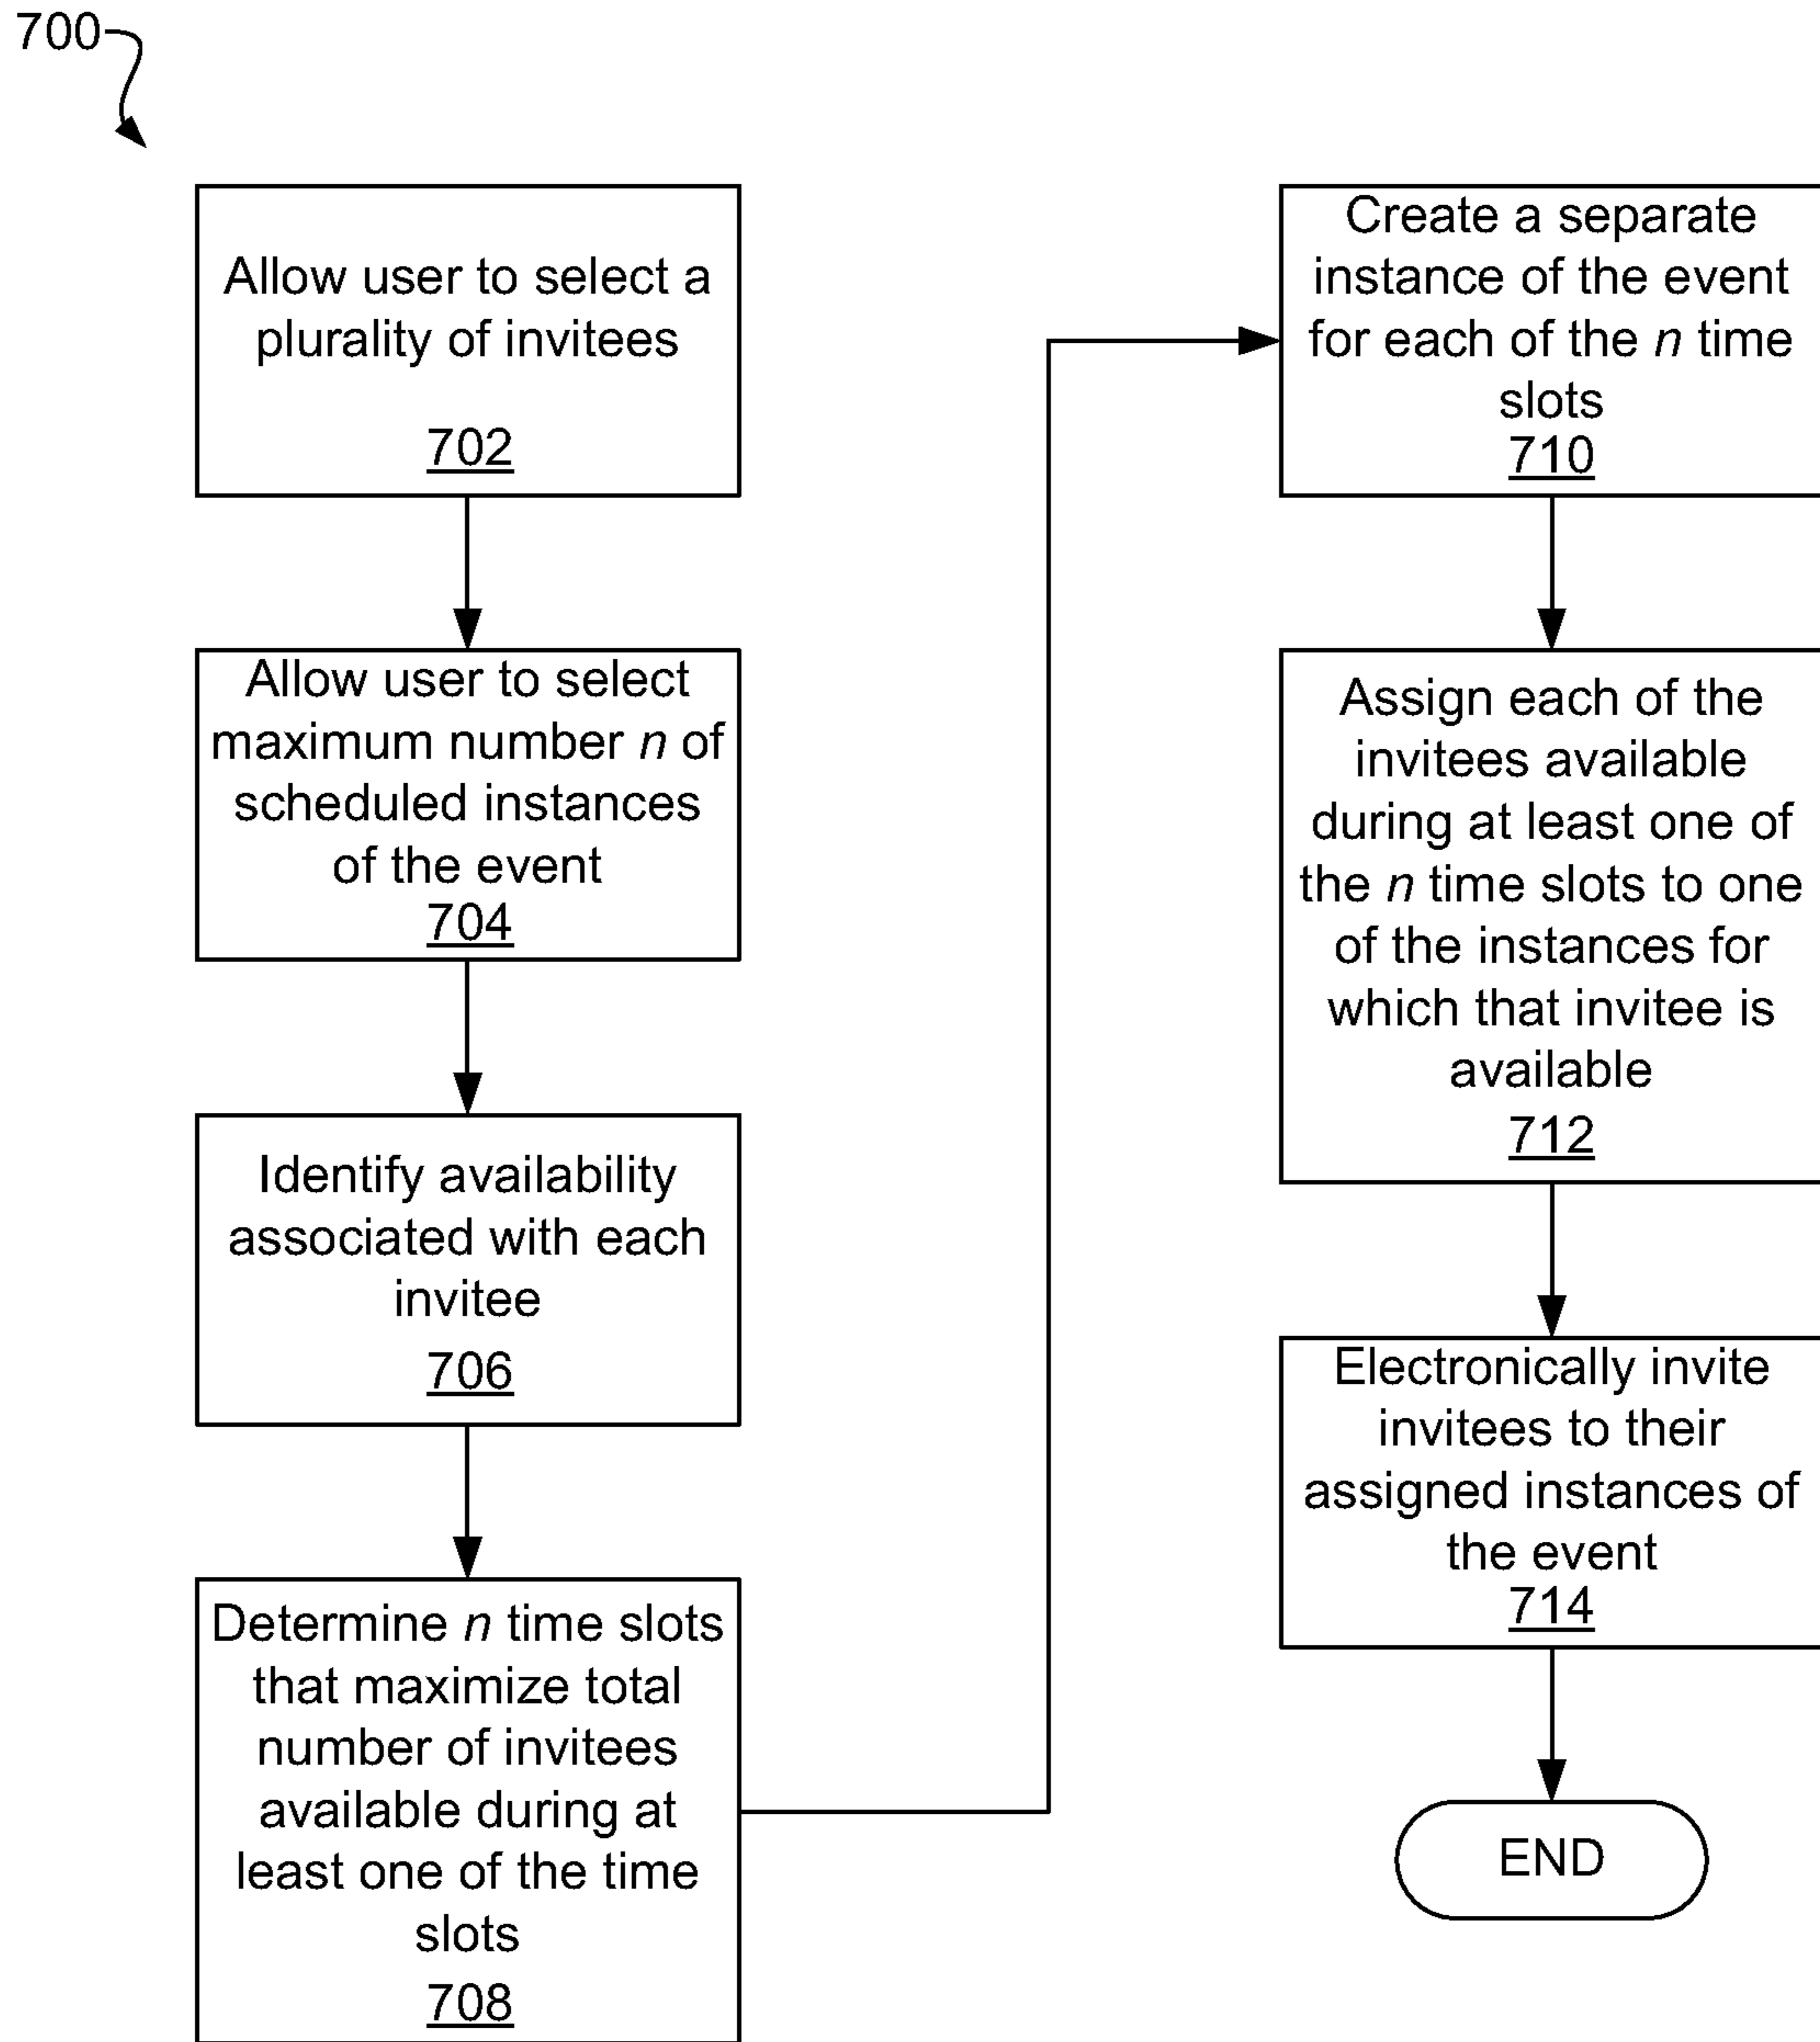 700
Allow user to select a
plurality of invitees
702
Allow user to select
maximum number n of
scheduled instances
of the event
704
Identify availability
associated with each
invitee
706
Determine n time slots
that maximize total
number of invitees
available during at
least one of the time
slots
708
Create a separate
instance of the event
for each of the n time
slots
710
Assign each of the
invitees available
during at least one of
the n time slots to one
of the instances for
which that invitee is
available
712
Electronically invite
invitees to their
assigned instances of
the event
714
END